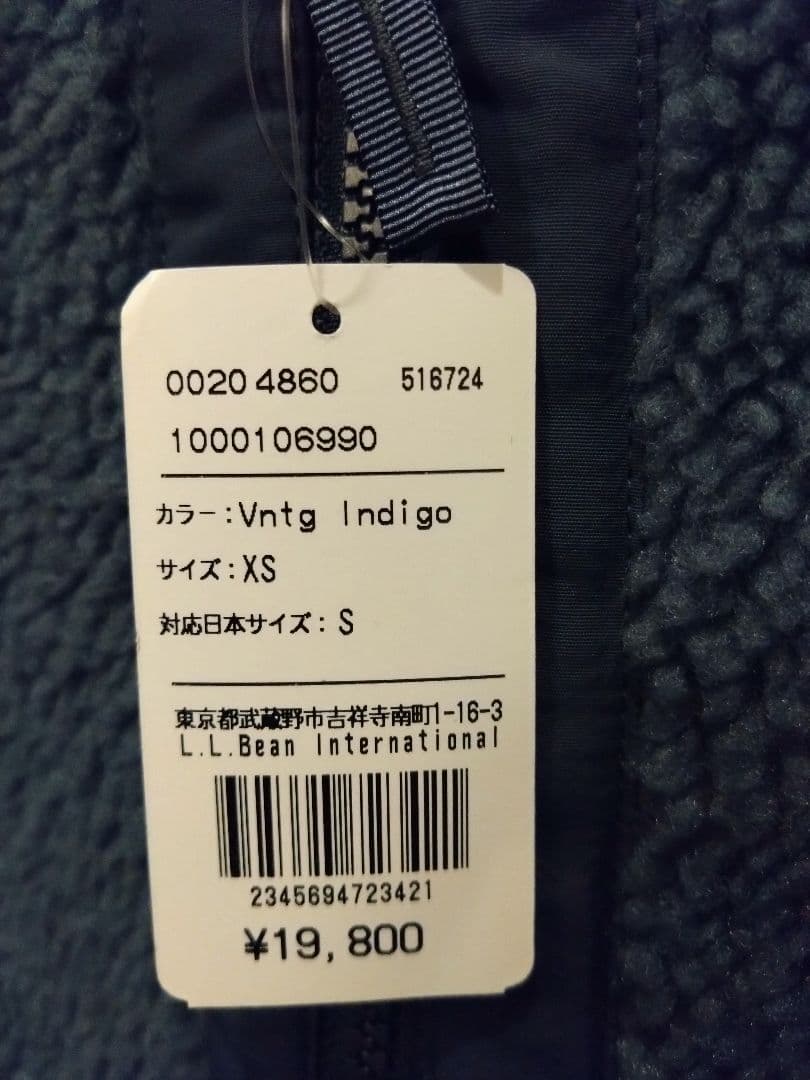 0020 4860 516724
1000106990
カラー:Vntg Indigo
サイズ:XS
対応日本サイズ: S
東京都武蔵野市吉祥寺南町1-16-3
L.L.Bean International
2345694723421
¥19,800